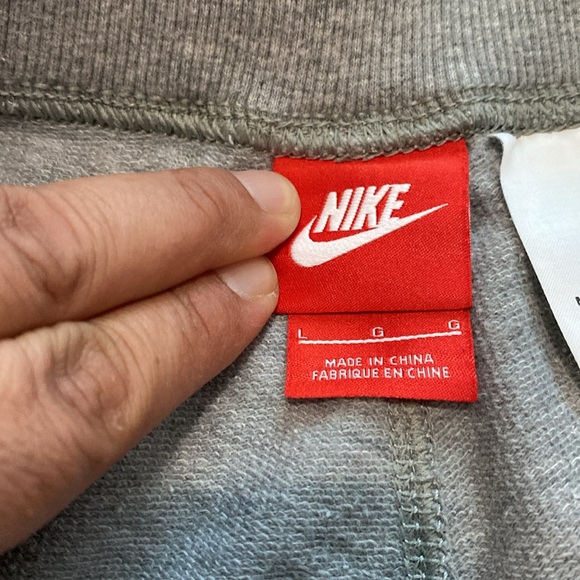 NIKE
L G G
MADE IN CHINA
FABRIQUE EN CHINE